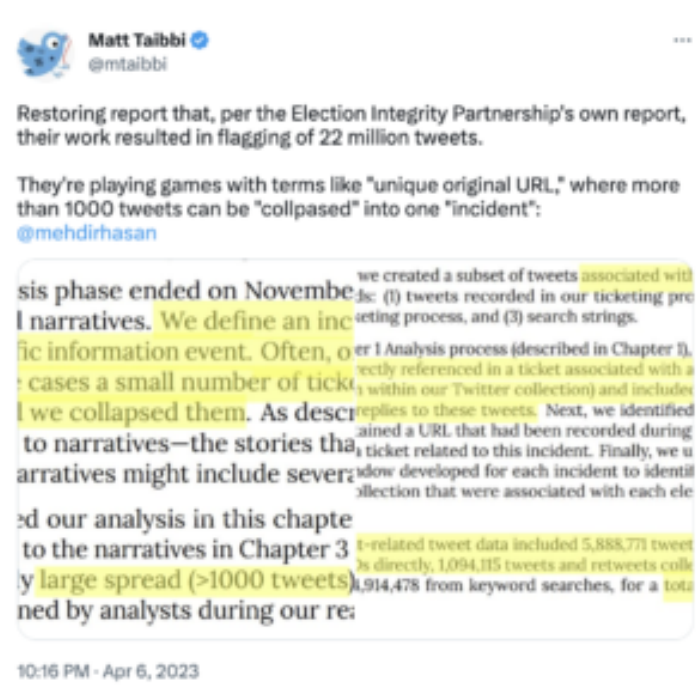 Matt Taibbi
@mtaibbi
Restoring report that, per the Election Integrity Partnership's own report,
their work resulted in flagging of 22 million tweets.
They're playing games with terms like "unique original URL," where more
than 1000 tweets can be "collpased" into one "incident":
@mehdirhasan
sis phase ended on Novembe
l narratives. We define an inc
fic information event. Often, o
cases a small number of ticke
l we collapsed them. As descr
to narratives—the stories tha
arratives might include severa
ed our analysis in this chapte
to the narratives in Chapter 3
y large spread (>1000 tweets)
ned by analysts during our rea
we created a subset of tweets associated with
ds: (1) tweets recorded in our ticketing pro
eting process, and (3) search strings.
er 1 Analysis process (described in Chapter 1),
ectly referenced in a ticket associated with a
within our Twitter collection) and included
replies to these tweets. Next, we identified
ained a URL that had been recorded during
a ticket related to this incident. Finally, we u
ndow developed for each incident to identif
ollection that were associated with each ele
t-related tweet data included 5,888,771 tweet
Ds directly, 1,094,115 tweets and retweets colle
4,914,478 from keyword searches, for a tota
10:16 PM · Apr 6, 2023